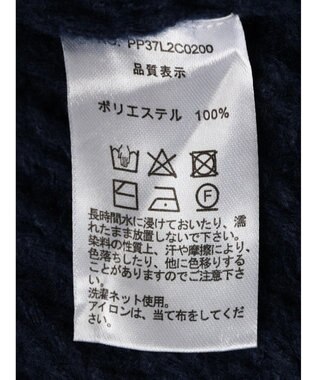 PP37L2C0200
品質表示
ポリエステル 100%
F
長時間水に浸けておいたり、濡
れたまま放置しないで下さい。
染料の性質上、汗や摩擦により、
色落ちしたり、他に色移りする
ことがありますのでご注意下さ
い。
洗濯ネット使用。
アイロンは、当て布をしてくだ
さい。